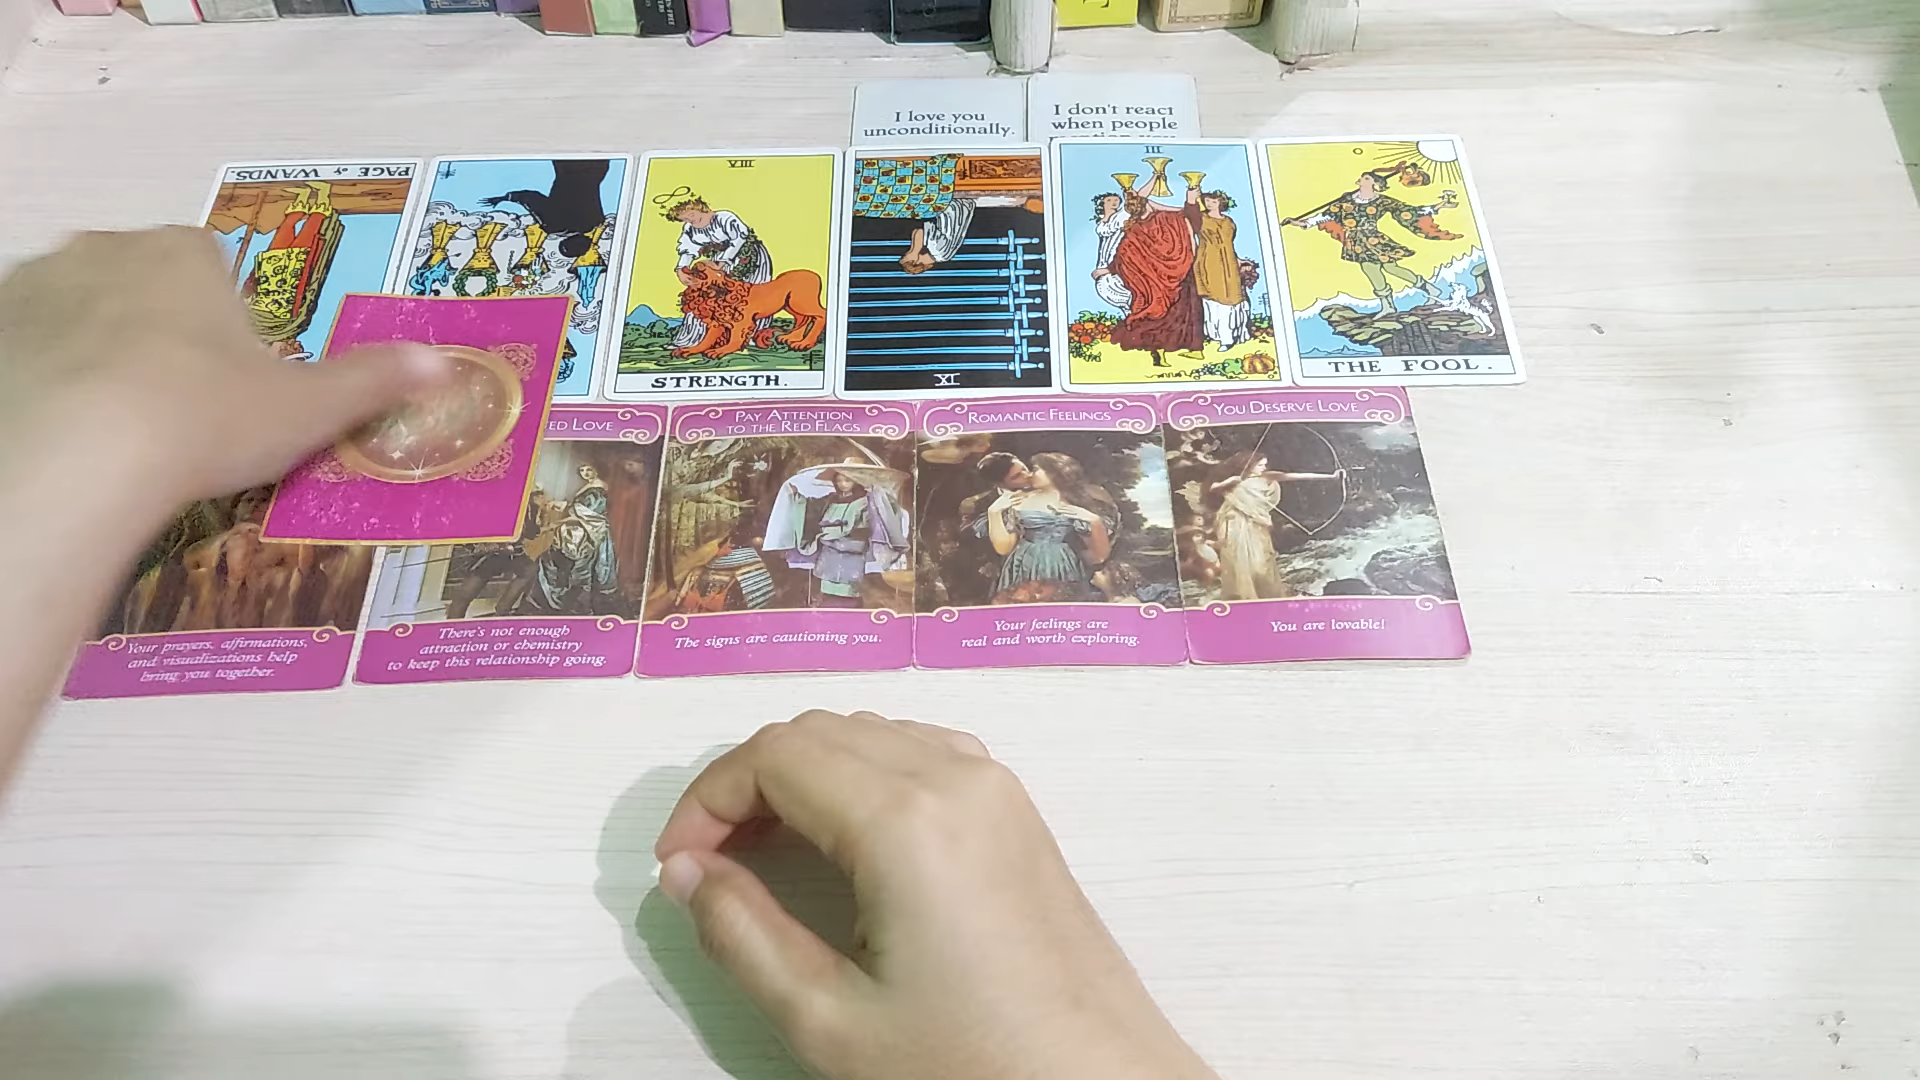 I love you
unconditionally.
I don't react
when people
PAGE of WANDS.
VIII
STRENGTH.
IX
III
THE FOOL.
ED LOVE
PAY ATTENTION
TO THE RED FLAGS
ROMANTIC FEELINGS
YOU DESERVE LOVE
Your prayers, affirmations,
and visualizations help
bring you together.
There's not enough
attraction or chemistry
to keep this relationship going.
The signs are cautioning you.
Your feelings are
real and worth exploring.
You are lovable!